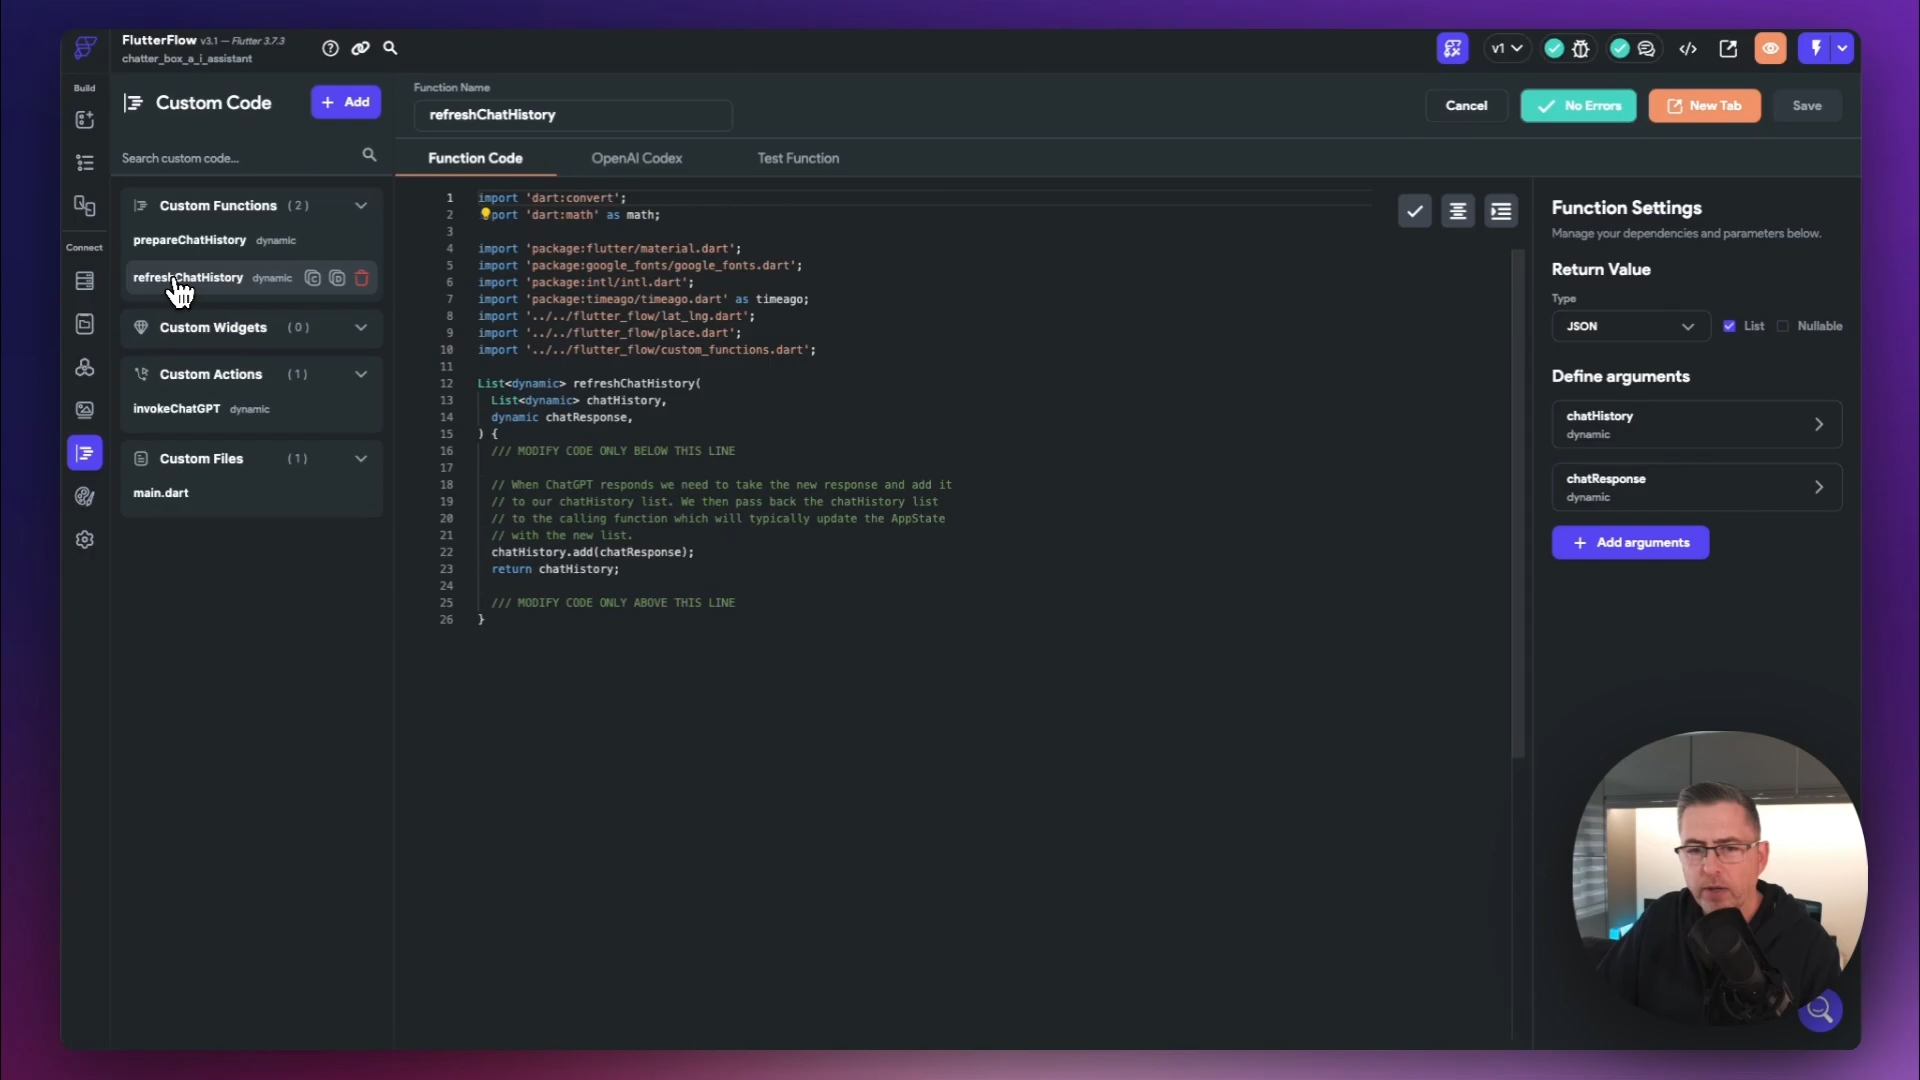 FlutterFlow v3.1 — Flutter 3.7.3
chatter_box_a_i_assistant
v1
Build
Connect
Custom Code
+ Add
Search custom code...
Custom Functions (2)
prepareChatHistory dynamic
refreshChatHistory dynamic
Custom Widgets (0)
Custom Actions (1)
invokeChatGPT dynamic
Custom Files (1)
main.dart
Function Name
refreshChatHistory
Cancel
No Errors
New Tab
Save
Function Code
OpenAI Codex
Test Function
1 import 'dart:convert';
2 port 'dart:math' as math;
3
4 import 'package:flutter/material.dart';
5 import 'package:google_fonts/google_fonts.dart';
6 import 'package:intl/intl.dart';
7 import 'package:timeago/timeago.dart' as timeago;
8 import '../../flutter_flow/lat_lng.dart';
9 import '../../flutter_flow/place.dart';
10 import '../../flutter_flow/custom_functions.dart';
11
12 List<dynamic> refreshChatHistory(
13 List<dynamic> chatHistory,
14 dynamic chatResponse,
15 ) {
16 /// MODIFY CODE ONLY BELOW THIS LINE
17
18 // When ChatGPT responds we need to take the new response and add it
19 // to our chatHistory list. We then pass back the chatHistory list
20 // to the calling function which will typically update the AppState
21 // with the new list.
22 chatHistory.add(chatResponse);
23 return chatHistory;
24
25 /// MODIFY CODE ONLY ABOVE THIS LINE
26 }
Function Settings
Manage your dependencies and parameters below.
Return Value
Type
JSON
List
Nullable
Define arguments
chatHistory
dynamic
chatResponse
dynamic
+ Add arguments